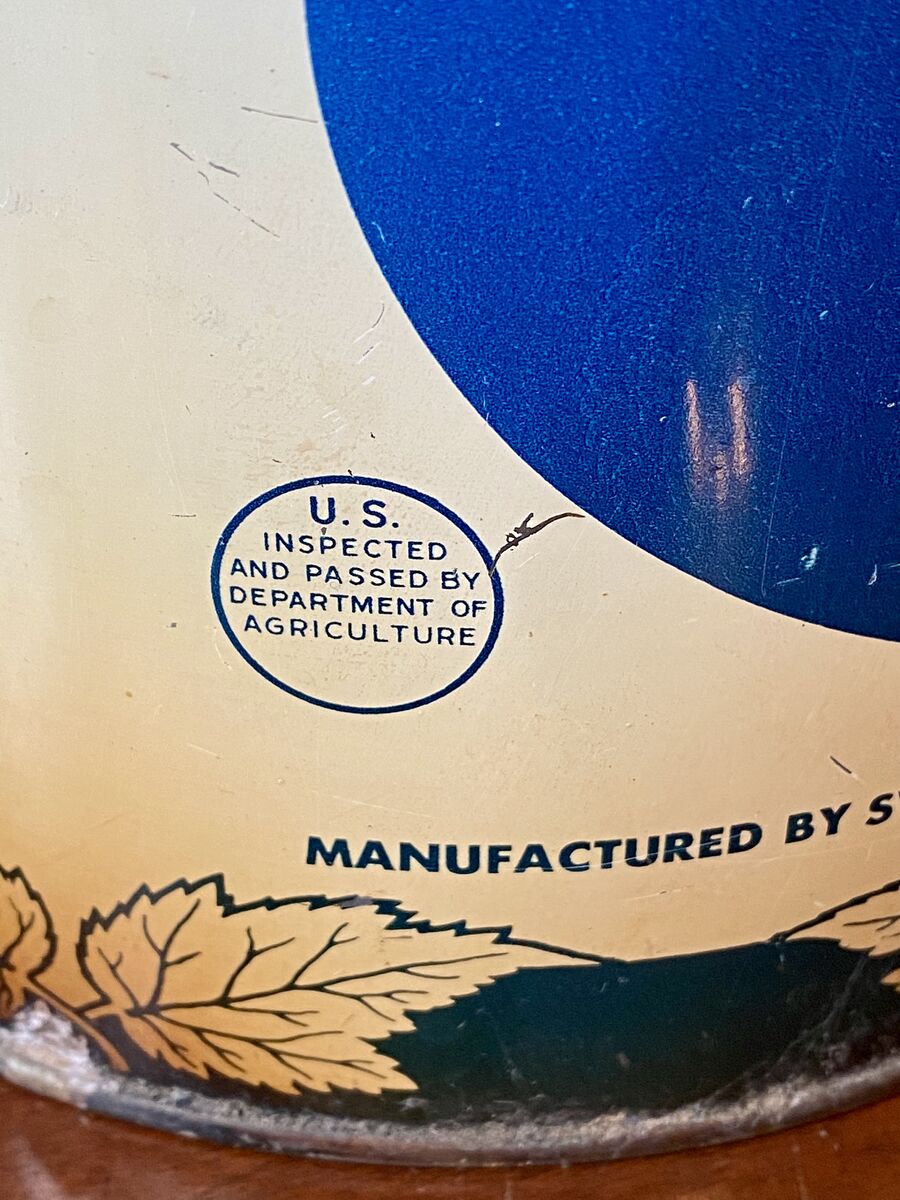 U. S.
INSPECTED
AND PASSED BY
DEPARTMENT OF
AGRICULTURE
MANUFACTURED BY